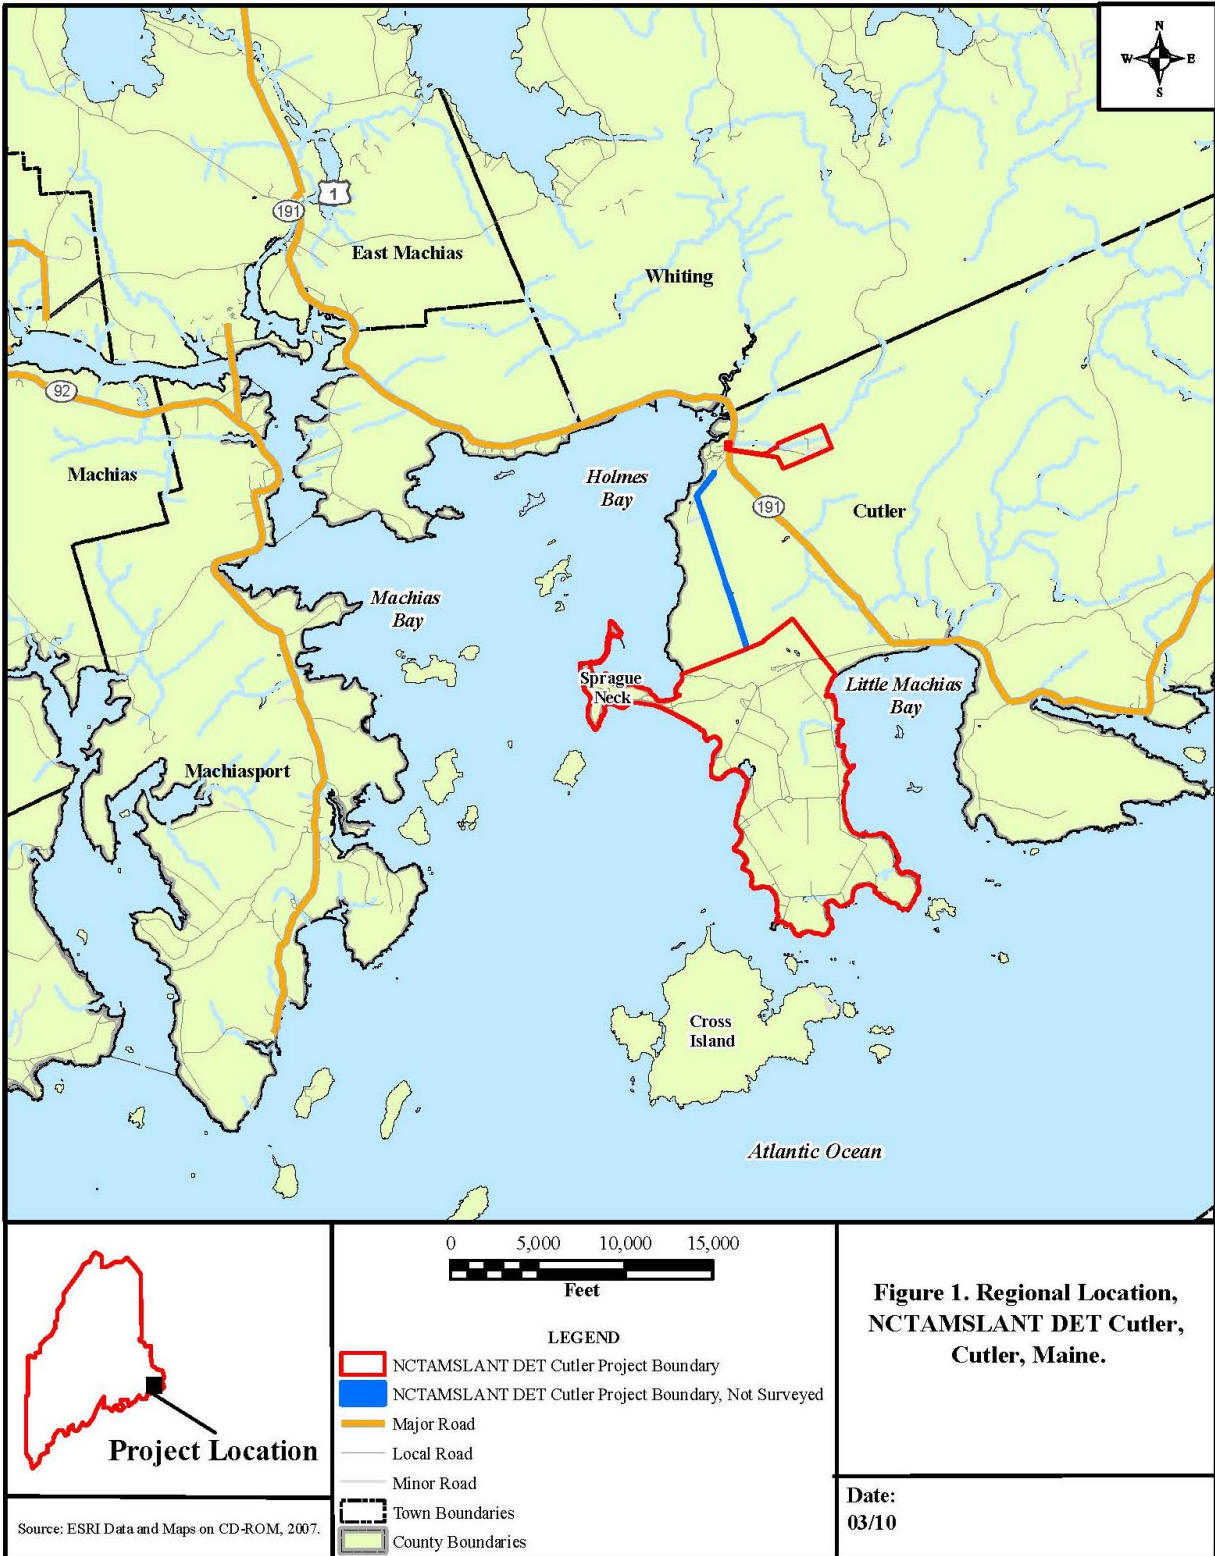 N
W E
S
1
191
East Machias
Whiting
92
Machias
Holmes
Bay
191
Cutler
Machias
Bay
Sprague
Neck
Little Machias
Bay
Machiasport
Cross
Island
Atlantic Ocean
0 5,000 10,000 15,000
Feet
LEGEND
NCTAMSLANT DET Cutler Project Boundary
NCTAMSLANT DET Cutler Project Boundary, Not Surveyed
Major Road
Local Road
Minor Road
Town Boundaries
County Boundaries
Project Location
Source: ESRI Data and Maps on CD-ROM, 2007.
Figure 1. Regional Location,
NCTAMSLANT DET Cutler,
Cutler, Maine.
Date:
03/10